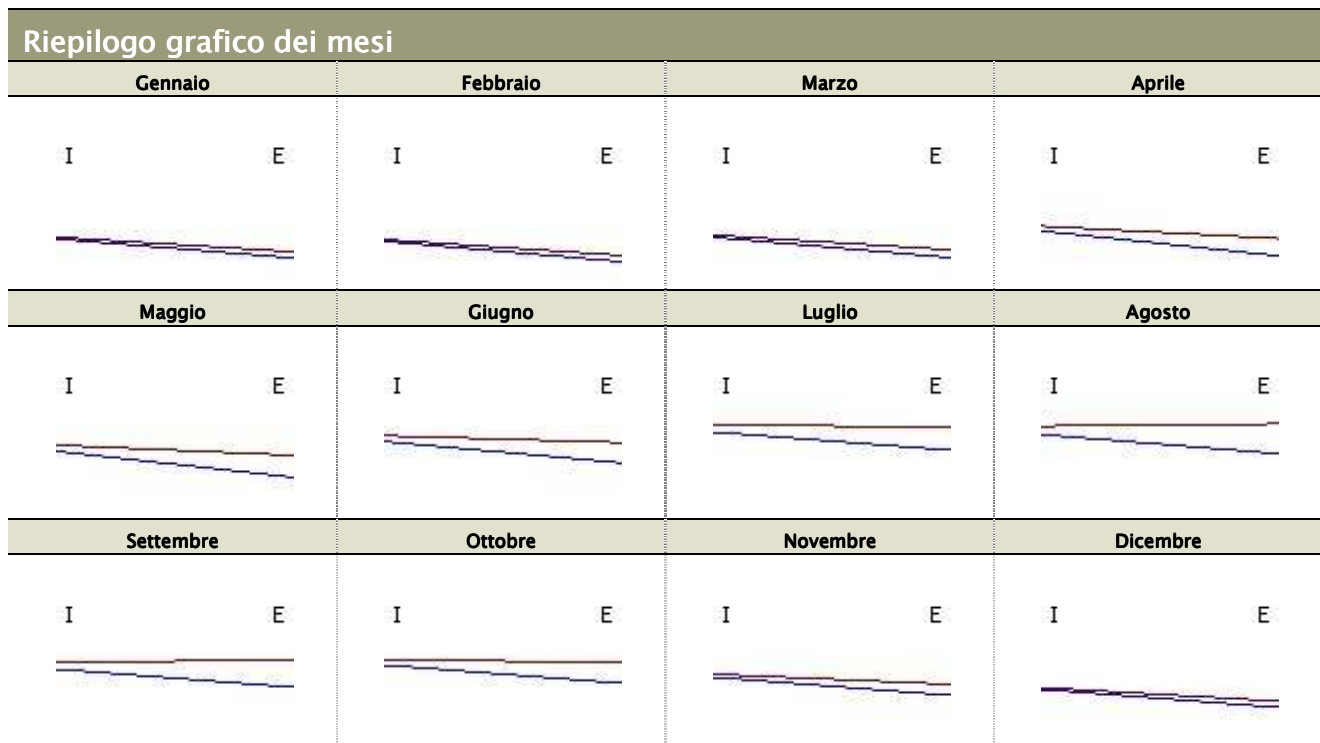 Riepilogo grafico dei mesi
Gennaio Febbraio Marzo Aprile
I E I E I E I E
Maggio Giugno Luglio Agosto
I E I E I E I E
Settembre Ottobre Novembre Dicembre
I E I E I E I E